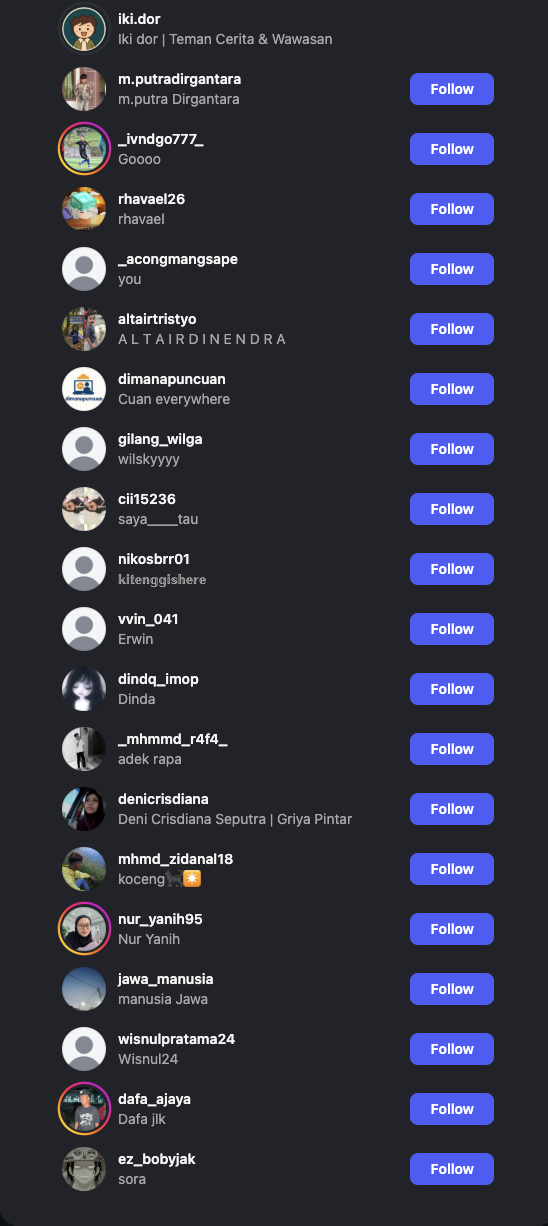 iki.dor
Iki dor | Teman Cerita & Wawasan
m.putradirgantara
m.putra Dirgantara
Follow
_ivndgo777_
Goooo
Follow
rhavael26
rhavael
Follow
_acongmangsape
you
Follow
altairtristyo
A L T A I R D I N E N D R A
Follow
dimanapuncuan
Cuan everywhere
Follow
dimanapuncuan
gilang_wilga
wilskyyyy
Follow
cii15236
saya_____tau
Follow
nikosbrr01
𝕜𝕚𝕥𝕖𝕟𝕘𝕘𝕚𝕤𝕙𝕖𝕣𝕖
Follow
vvin_041
Erwin
Follow
dindq_imop
Dinda
Follow
_mhmmd_r4f4_
adek rapa
Follow
denicrisdiana
Deni Crisdiana Seputra | Griya Pintar
Follow
mhmd_zidanal18
koceng🐈‍⬛✴️
Follow
nur_yanih95
Nur Yanih
Follow
jawa_manusia
manusia Jawa
Follow
wisnulpratama24
Wisnul24
Follow
dafa_ajaya
Dafa jlk
Follow
ez_bobyjak
sora
Follow